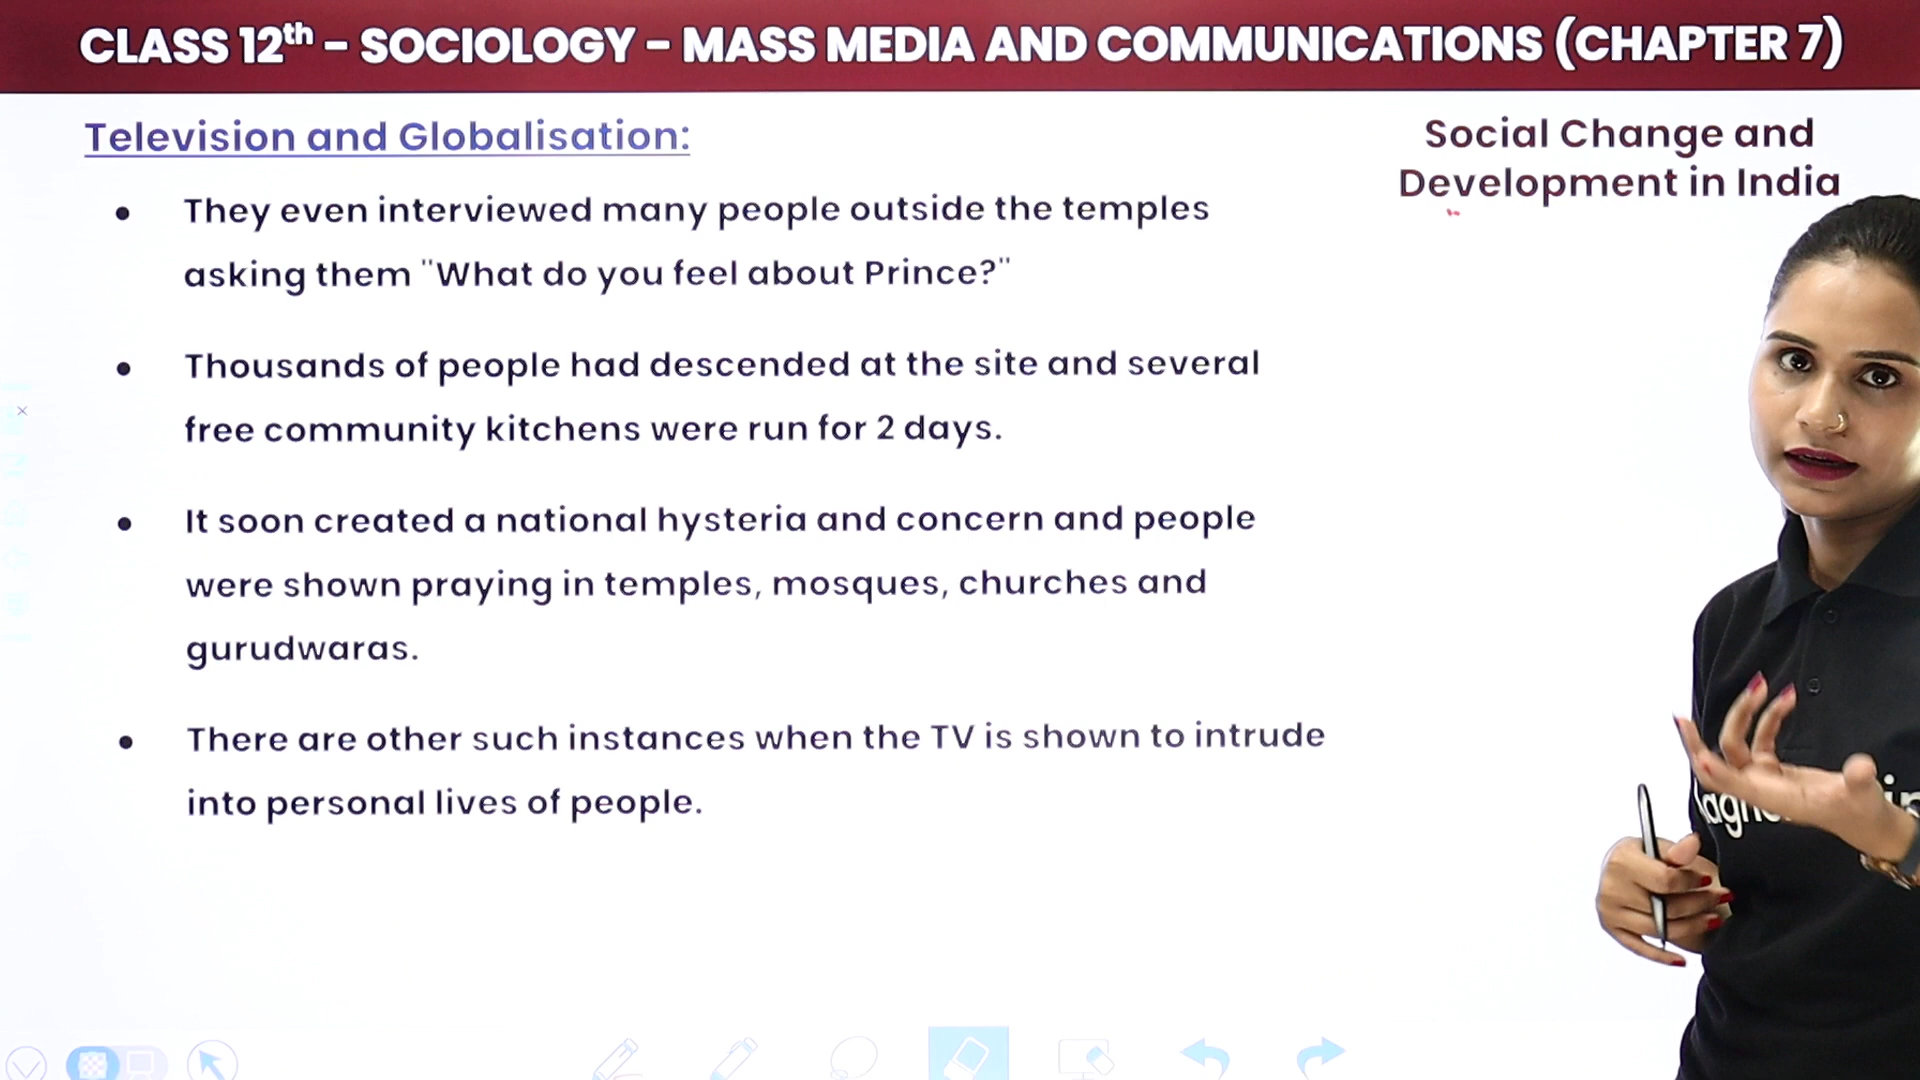 CLASS 12th – SOCIOLOGY – MASS MEDIA AND COMMUNICATIONS (CHAPTER 7)
Television and Globalisation:
Social Change and
Development in India
• They even interviewed many people outside the temples
asking them "What do you feel about Prince?"
• Thousands of people had descended at the site and several
free community kitchens were run for 2 days.
• It soon created a national hysteria and concern and people
were shown praying in temples, mosques, churches and
gurudwaras.
• There are other such instances when the TV is shown to intrude
into personal lives of people.